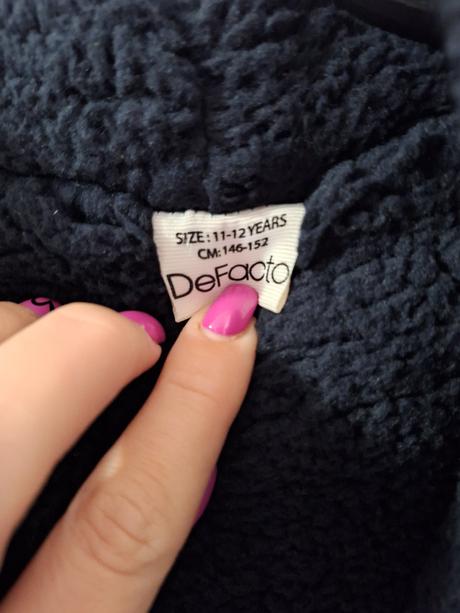 SIZE: 11-12 YEARS
CM: 146-152
DeFacto